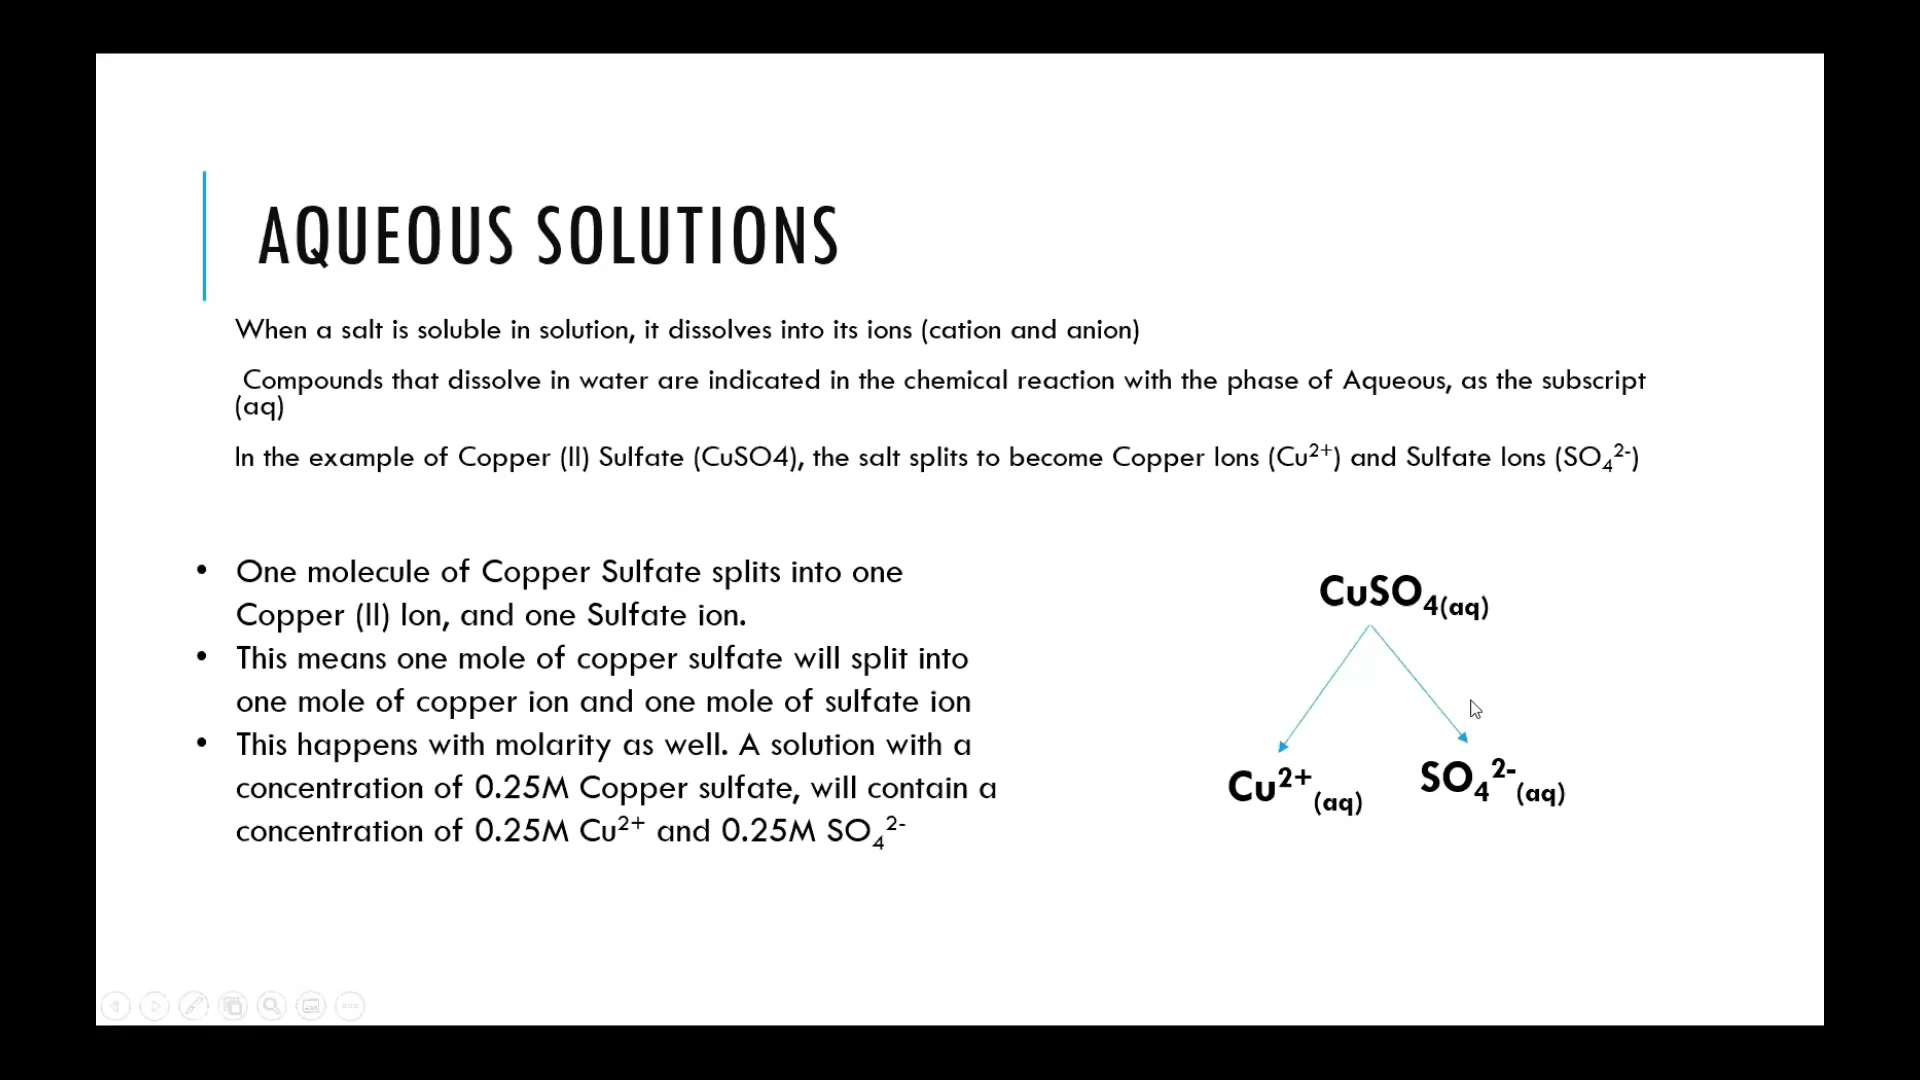 AQUEOUS SOLUTIONS
When a salt is soluble in solution, it dissolves into its ions (cation and anion)
Compounds that dissolve in water are indicated in the chemical reaction with the phase of Aqueous, as the subscript
(aq)
In the example of Copper (II) Sulfate (CuSO4), the salt splits to become Copper Ions (Cu²⁺) and Sulfate Ions (SO₄²⁻)
• One molecule of Copper Sulfate splits into one
Copper (II) Ion, and one Sulfate ion.
• This means one mole of copper sulfate will split into
one mole of copper ion and one mole of sulfate ion
• This happens with molarity as well. A solution with a
concentration of 0.25M Copper sulfate, will contain a
concentration of 0.25M Cu²⁺ and 0.25M SO₄²⁻
CuSO₄(aq)
Cu²⁺(aq) SO₄²⁻(aq)